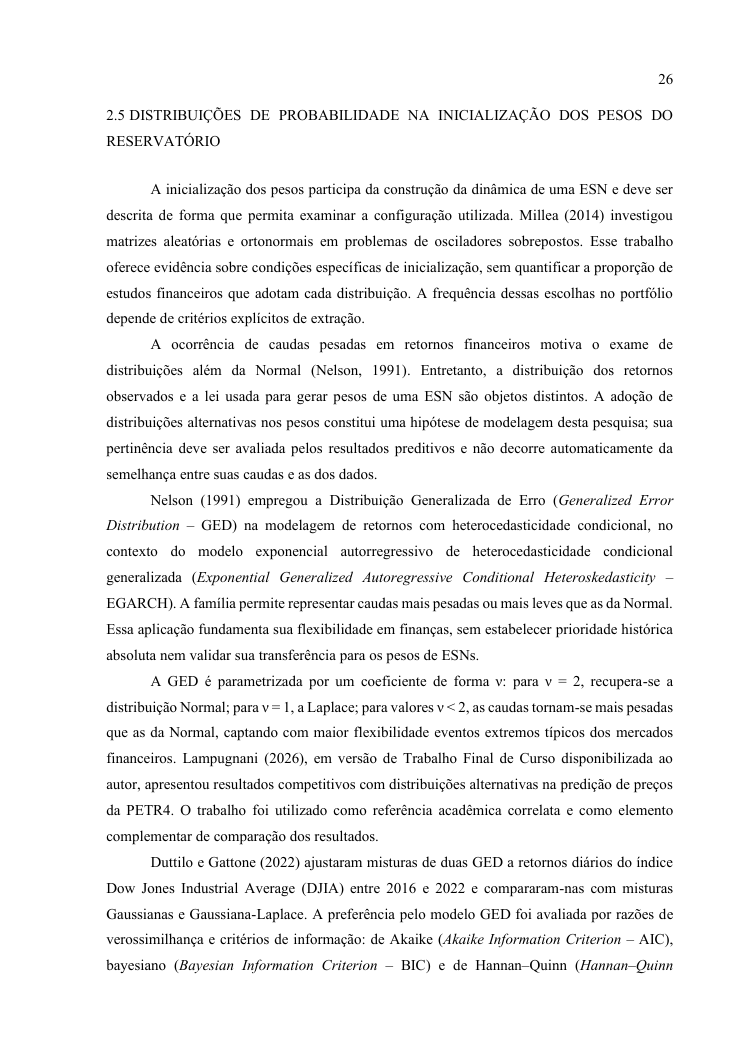 26
2.5 DISTRIBUIÇÕES DE PROBABILIDADE NA INICIALIZAÇÃO DOS PESOS DO
RESERVATÓRIO
A inicialização dos pesos participa da construção da dinâmica de uma ESN e deve ser
descrita de forma que permita examinar a configuração utilizada. Millea (2014) investigou
matrizes aleatórias e ortonormais em problemas de osciladores sobrepostos. Esse trabalho
oferece evidência sobre condições específicas de inicialização, sem quantificar a proporção de
estudos financeiros que adotam cada distribuição. A frequência dessas escolhas no portfólio
depende de critérios explícitos de extração.
A ocorrência de caudas pesadas em retornos financeiros motiva o exame de
distribuições além da Normal (Nelson, 1991). Entretanto, a distribuição dos retornos
observados e a lei usada para gerar pesos de uma ESN são objetos distintos. A adoção de
distribuições alternativas nos pesos constitui uma hipótese de modelagem desta pesquisa; sua
pertinência deve ser avaliada pelos resultados preditivos e não decorre automaticamente da
semelhança entre suas caudas e as dos dados.
Nelson (1991) empregou a Distribuição Generalizada de Erro (Generalized Error
Distribution – GED) na modelagem de retornos com heterocedasticidade condicional, no
contexto do modelo exponencial autorregressivo de heterocedasticidade condicional
generalizada (Exponential Generalized Autoregressive Conditional Heteroskedasticity –
EGARCH). A família permite representar caudas mais pesadas ou mais leves que as da Normal.
Essa aplicação fundamenta sua flexibilidade em finanças, sem estabelecer prioridade histórica
absoluta nem validar sua transferência para os pesos de ESNs.
A GED é parametrizada por um coeficiente de forma ν: para ν = 2, recupera-se a
distribuição Normal; para ν = 1, a Laplace; para valores ν < 2, as caudas tornam-se mais pesadas
que as da Normal, captando com maior flexibilidade eventos extremos típicos dos mercados
financeiros. Lampugnani (2026), em versão de Trabalho Final de Curso disponibilizada ao
autor, apresentou resultados competitivos com distribuições alternativas na predição de preços
da PETR4. O trabalho foi utilizado como referência acadêmica correlata e como elemento
complementar de comparação dos resultados.
Duttilo e Gattone (2022) ajustaram misturas de duas GED a retornos diários do índice
Dow Jones Industrial Average (DJIA) entre 2016 e 2022 e compararam-nas com misturas
Gaussianas e Gaussiana-Laplace. A preferência pelo modelo GED foi avaliada por razões de
verossimilhança e critérios de informação: de Akaike (Akaike Information Criterion – AIC),
bayesiano (Bayesian Information Criterion – BIC) e de Hannan–Quinn (Hannan–Quinn